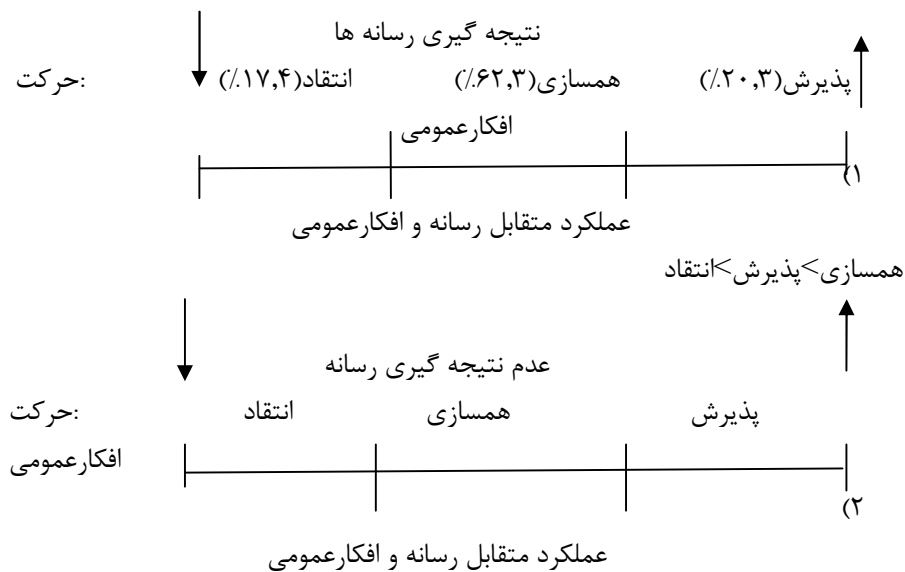 نتیجه گیری رسانه ها
حرکت: انتقاد(٪۱۷,۴) همسازی(٪۶۲,۳) پذیرش(٪۲۰,۳)
افکارعمومی
۱)
عملکرد متقابل رسانه و افکارعمومی
همسازی>پذیرش>انتقاد
عدم نتیجه گیری رسانه
حرکت: انتقاد همسازی پذیرش
افکارعمومی
۲)
عملکرد متقابل رسانه و افکارعمومی